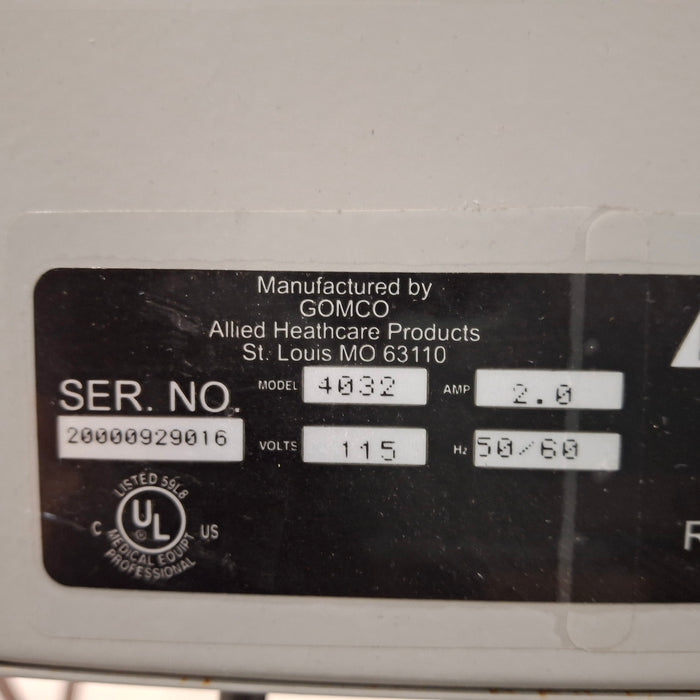 Manufactured by
GOMCO
Allied Heathcare Products
St. Louis MO 63110
SER. NO.
20000929016
MODEL 4032 AMP 2.0
VOLTS 115 Hz 50/60
LISTED 59L8
C UL ® US
MEDICAL EQUIPT
PROFESSIONAL
R